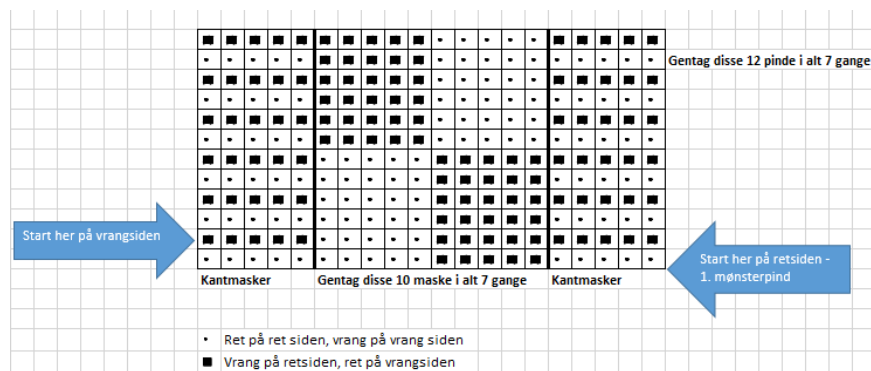 Gentag disse 12 pinde i alt 7 gange
Start her på vrangsiden
Start her på retsiden -
1. mønsterpind
Kantmasker
Gentag disse 10 maske i alt 7 gange
Kantmasker
Ret på ret siden, vrang på vrang siden
Vrang på retsiden, ret på vrangsiden